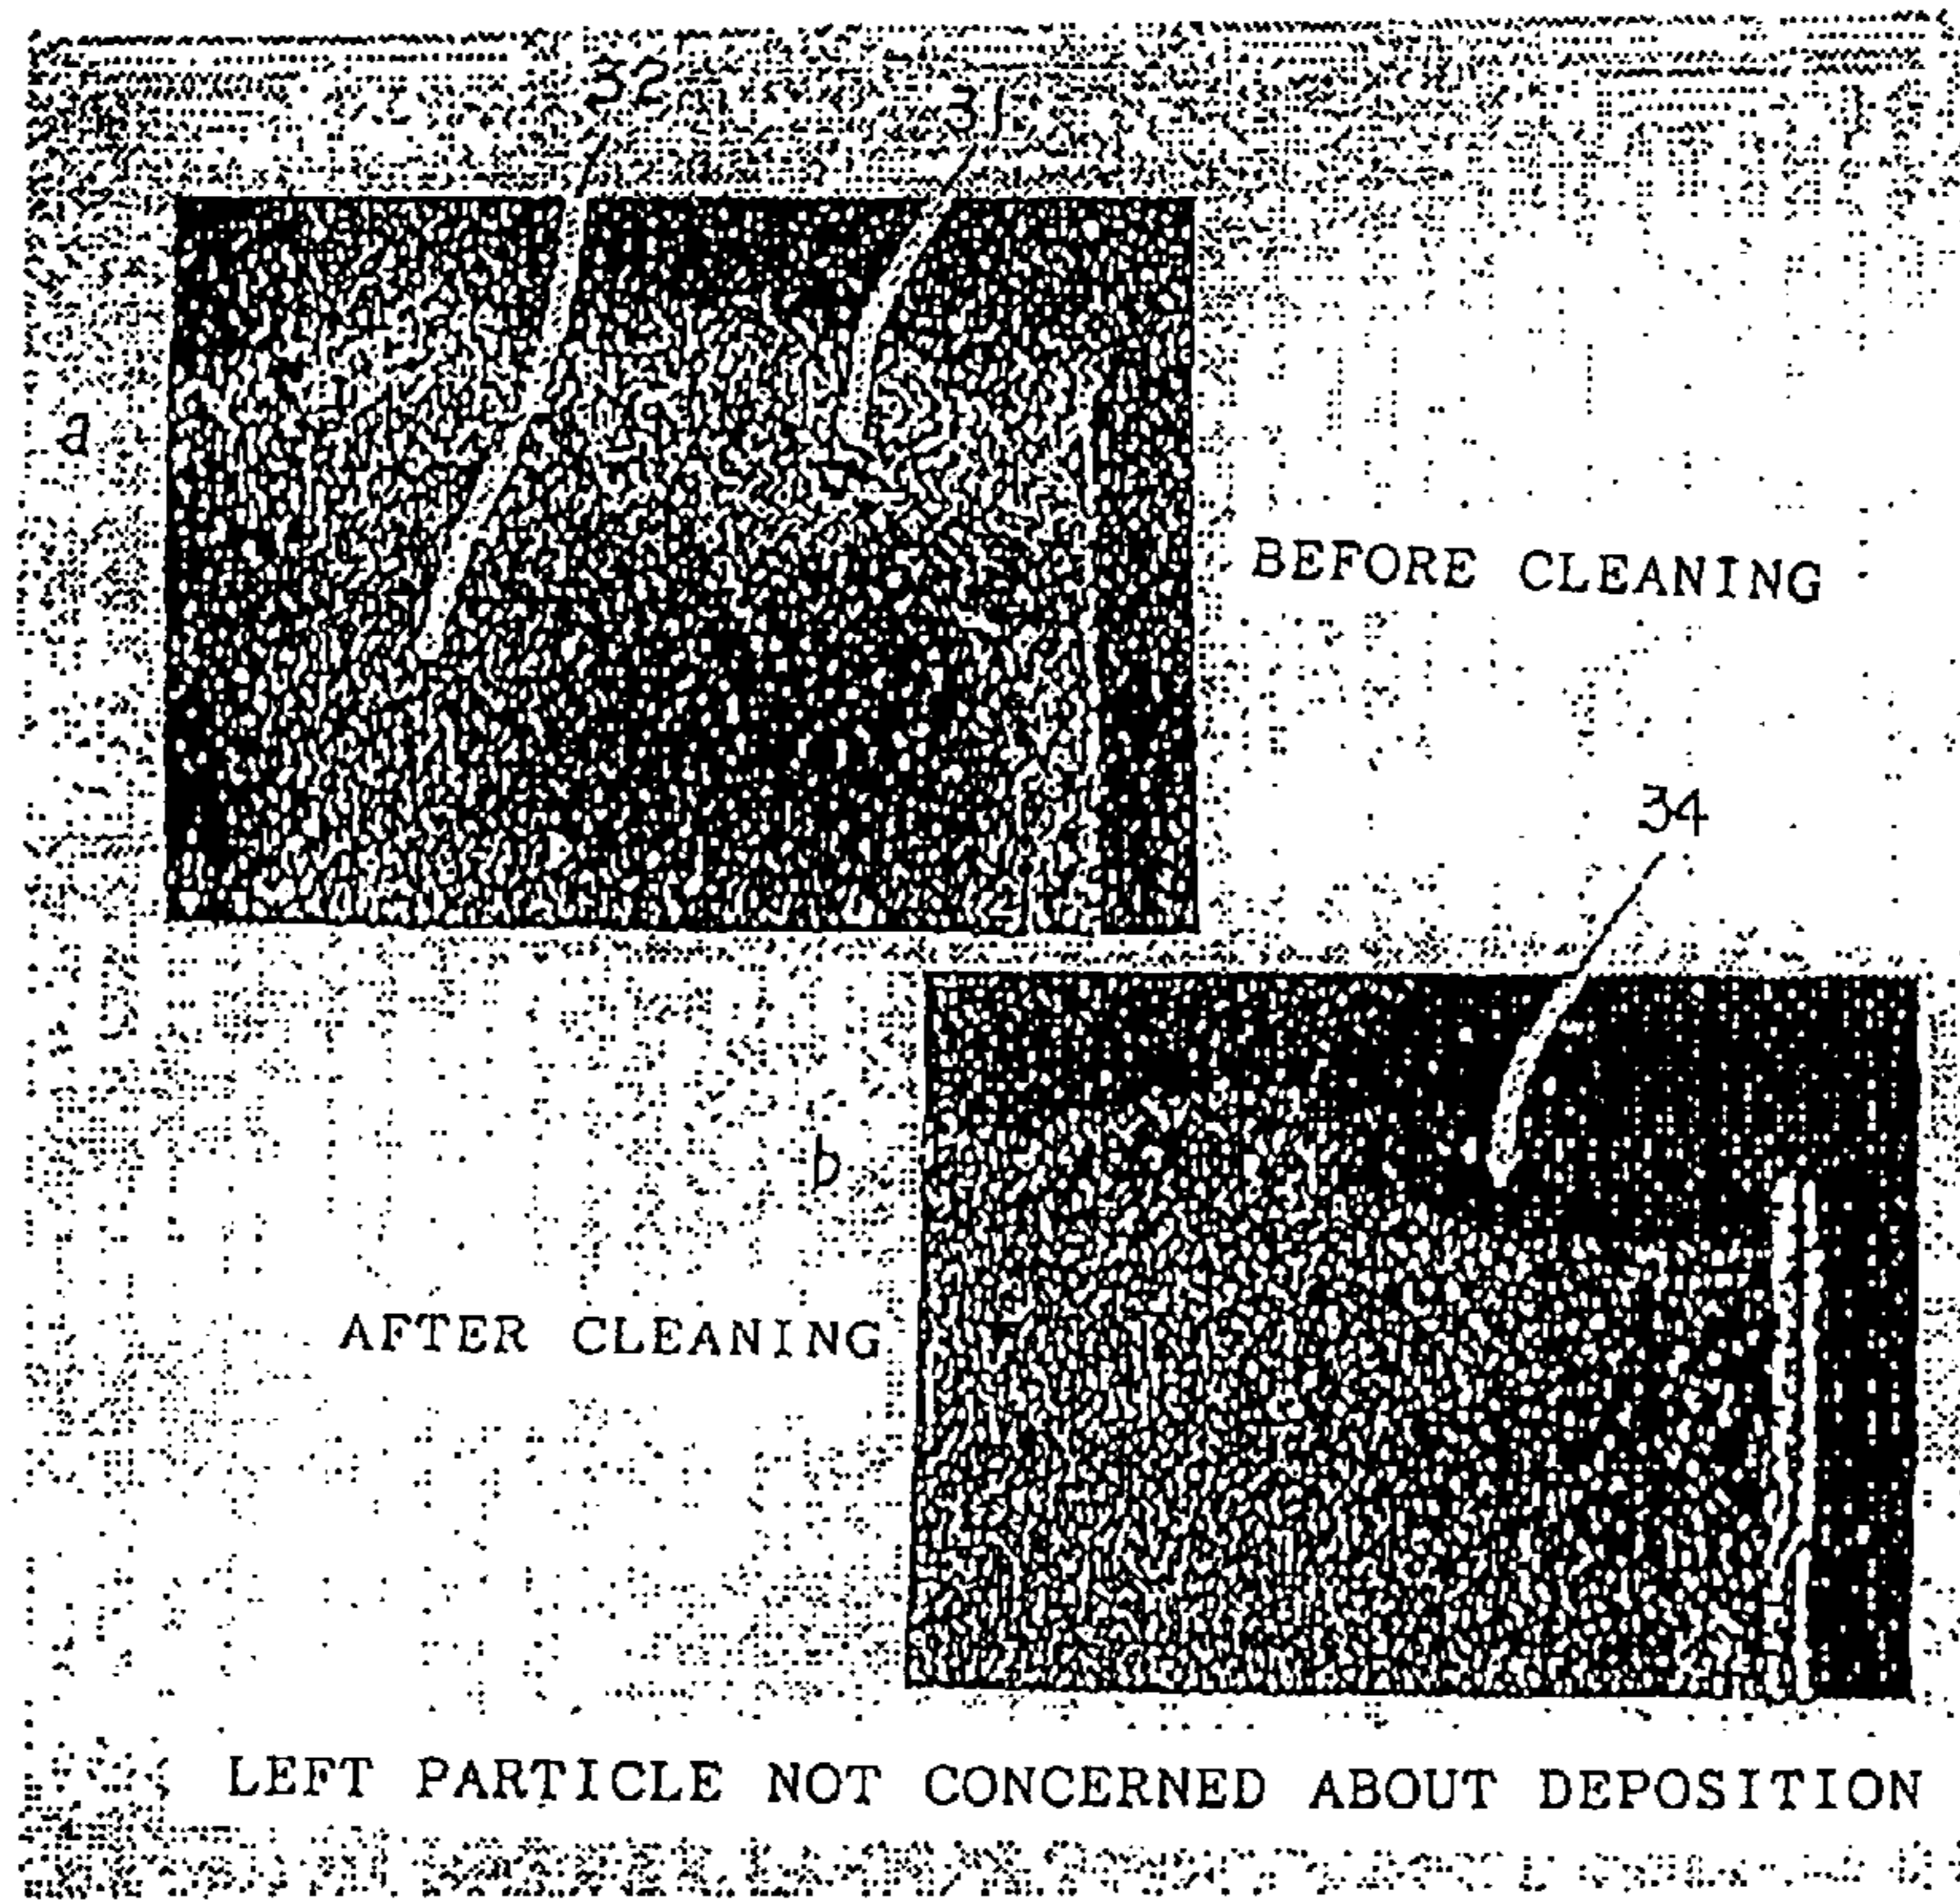 32
31
a
BEFORE CLEANING
34
b
AFTER CLEANING
LEFT PARTICLE NOT CONCERNED ABOUT DEPOSITION